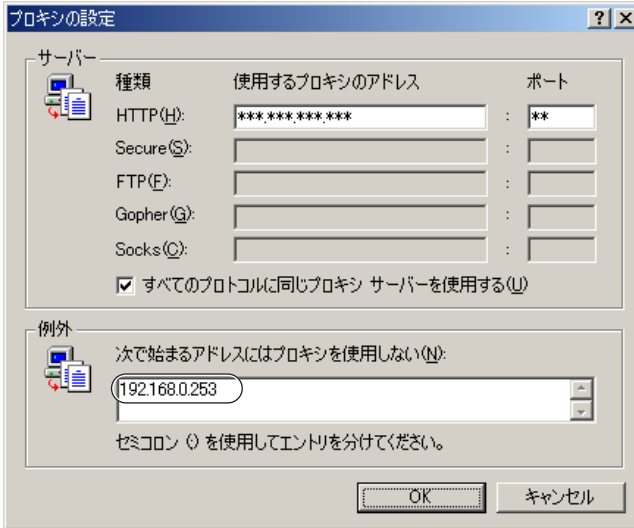 プロキシの設定
サーバー
種類 使用するプロキシのアドレス ポート
HTTP(H): ***.***.***.*** : **
Secure(S): :
FTP(F): :
Gopher(G): :
Socks(C): :
すべてのプロトコルに同じプロキシ サーバーを使用する(U)
例外
次で始まるアドレスにはプロキシを使用しない(N):
192.168.0.253
セミコロン (;) を使用してエントリを分けてください。
OK キャンセル